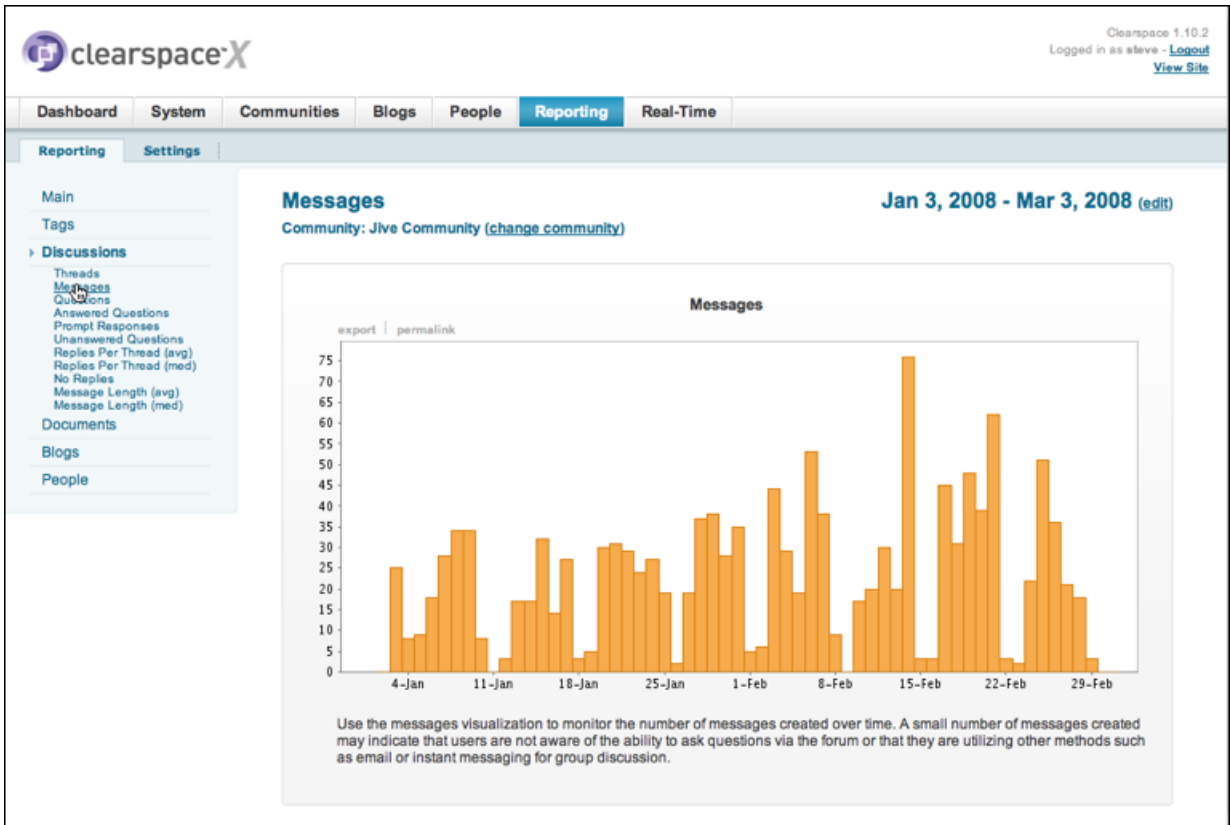 clearspace X
Clearspace 1.10.2
Logged in as steve - Logout
View Site
Dashboard System Communities Blogs People Reporting Real-Time
Reporting Settings
Main
Tags
Discussions
Threads
Messages
Questions
Answered Questions
Prompt Responses
Unanswered Questions
Replies Per Thread (avg)
Replies Per Thread (med)
No Replies
Message Length (avg)
Message Length (med)
Documents
Blogs
People
Messages
Jan 3, 2008 - Mar 3, 2008 (edit)
Community: Jive Community (change community)
Messages
export permalink
75
70
65
60
55
50
45
40
35
30
25
20
15
10
5
0
4-Jan 11-Jan 18-Jan 25-Jan 1-Feb 8-Feb 15-Feb 22-Feb 29-Feb
Use the messages visualization to monitor the number of messages created over time. A small number of messages created
may indicate that users are not aware of the ability to ask questions via the forum or that they are utilizing other methods such
as email or instant messaging for group discussion.